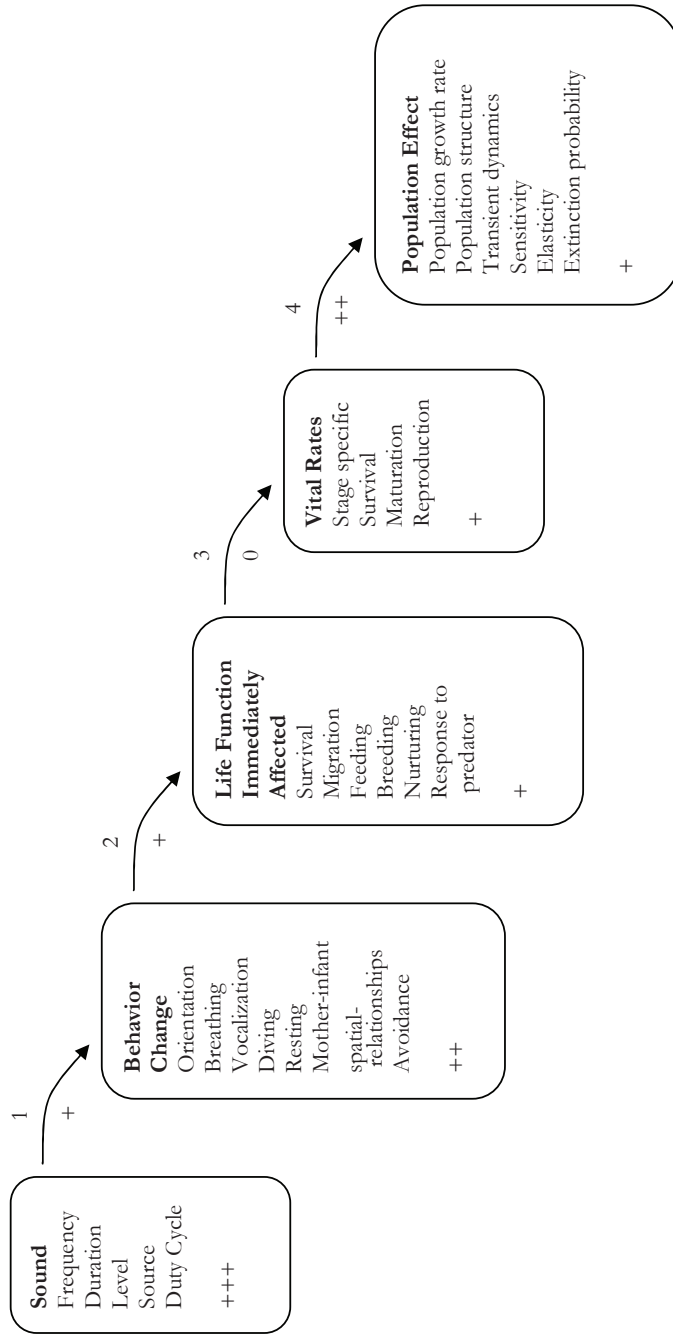 Sound
Frequency
Duration
Level
Source
Duty Cycle
+++
1
+
Behavior
Change
Orientation
Breathing
Vocalization
Diving
Resting
Mother-infant
spatial-
relationships
Avoidance
++
2
+
Life Function
Immediately
Affected
Survival
Migration
Feeding
Breeding
Nurturing
Response to
predator
+
3
0
Vital Rates
Stage specific
Survival
Maturation
Reproduction
+
4
++
Population Effect
Population growth rate
Population structure
Transient dynamics
Sensitivity
Elasticity
Extinction probability
+